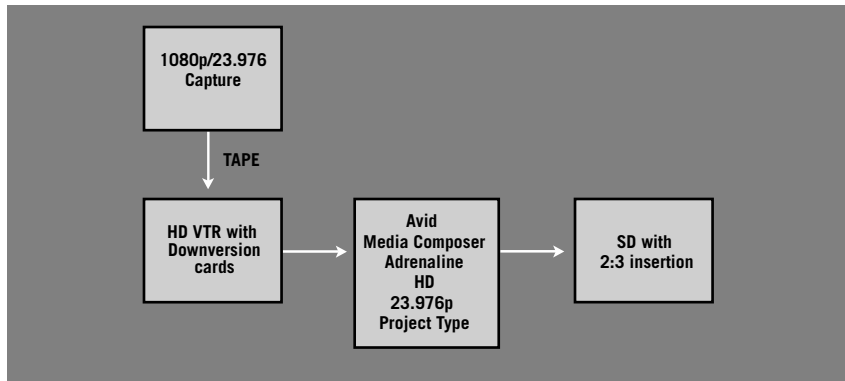 1080p/23.976
Capture
TAPE
HD VTR with
Downversion
cards
Avid
Media Composer
Adrenaline
HD
23.976p
Project Type
SD with
2:3 insertion